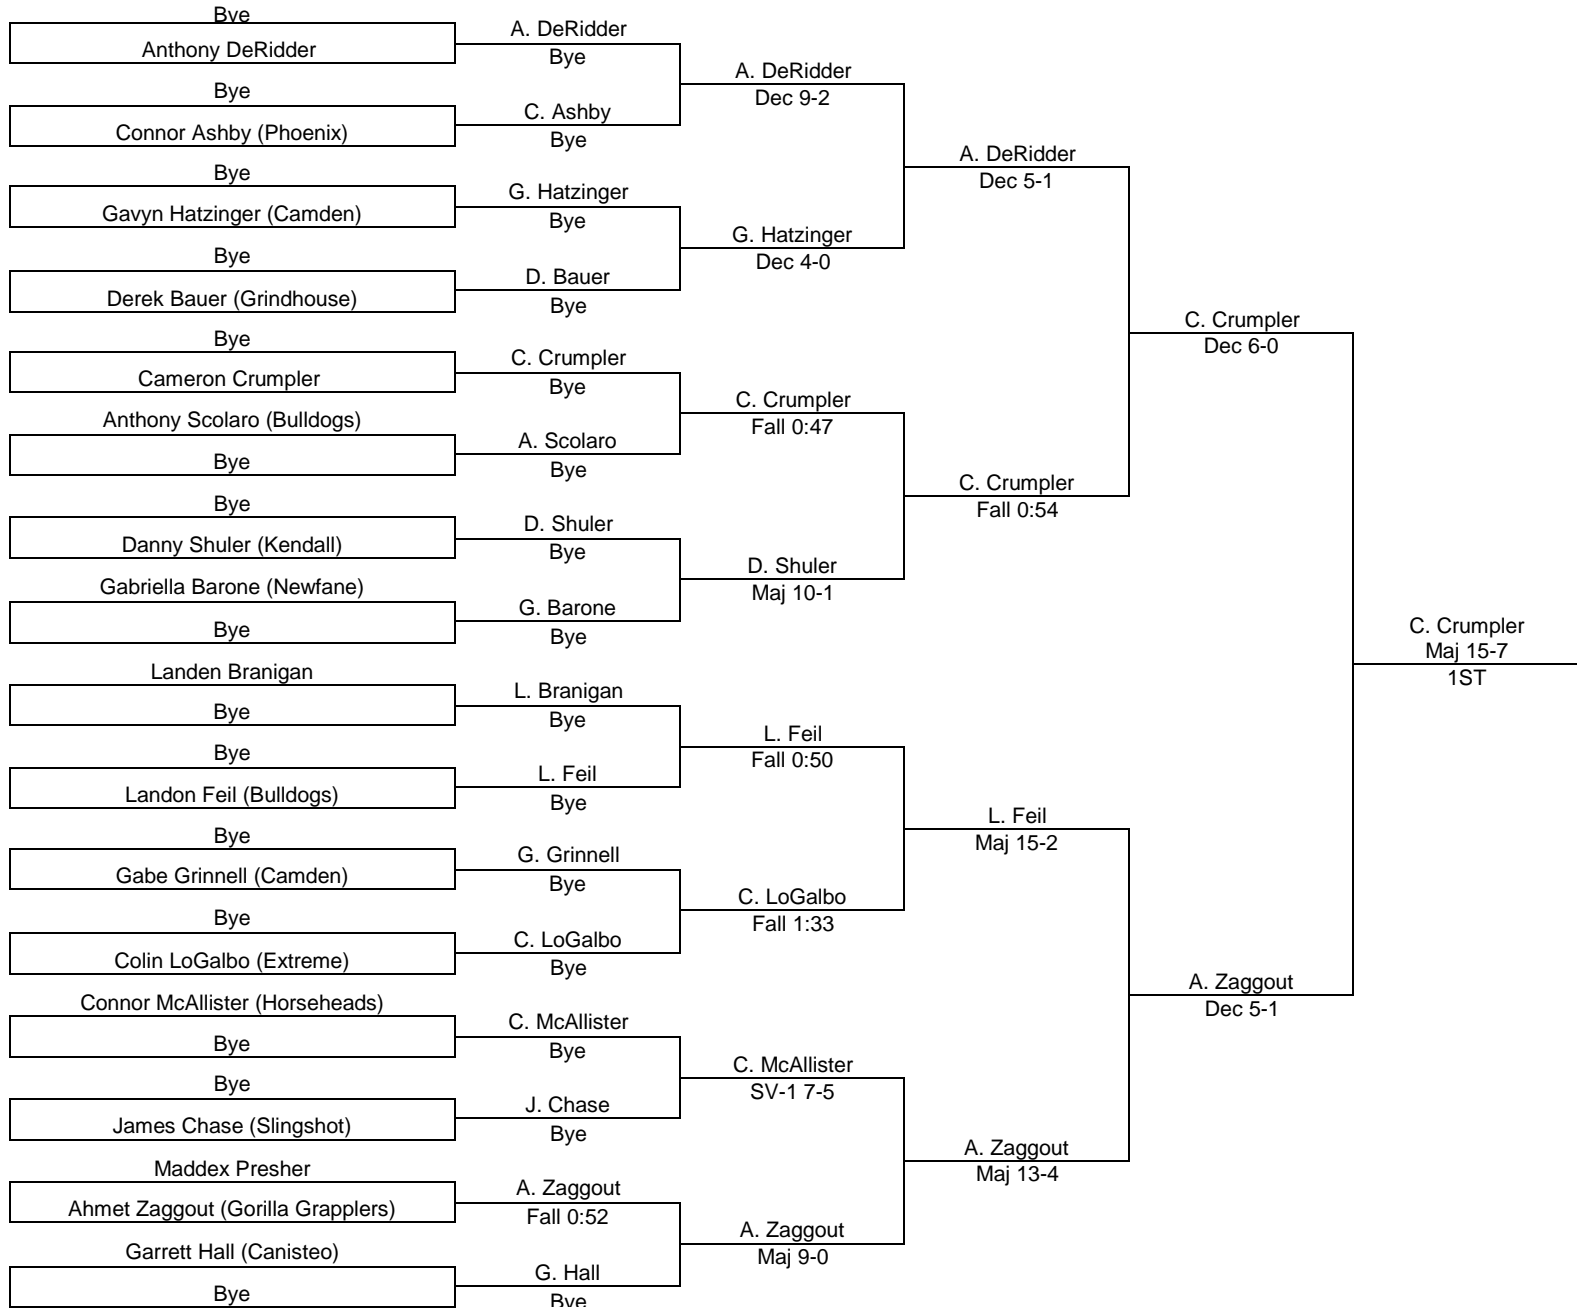 Bye
Anthony DeRidder
Bye
Connor Ashby (Phoenix)
Bye
Gavyn Hatzinger (Camden)
Bye
Derek Bauer (Grindhouse)
Bye
Cameron Crumpler
Anthony Scolaro (Bulldogs)
Bye
Bye
Danny Shuler (Kendall)
Gabriella Barone (Newfane)
Bye
Landen Branigan
Bye
Bye
Landon Feil (Bulldogs)
Bye
Gabe Grinnell (Camden)
Bye
Colin LoGalbo (Extreme)
Connor McAllister (Horseheads)
Bye
Bye
James Chase (Slingshot)
Maddex Presher
Ahmet Zaggout (Gorilla Grapplers)
Garrett Hall (Canisteo)
Bye
A. DeRidder
Bye
C. Ashby
Bye
G. Hatzinger
Bye
D. Bauer
Bye
C. Crumpler
Bye
A. Scolaro
Bye
D. Shuler
Bye
G. Barone
Bye
L. Branigan
Bye
L. Feil
Bye
G. Grinnell
Bye
C. LoGalbo
Bye
C. McAllister
Bye
J. Chase
Bye
A. Zaggout
Fall 0:52
G. Hall
Bye
A. DeRidder
Dec 9-2
G. Hatzinger
Dec 4-0
C. Crumpler
Fall 0:47
D. Shuler
Maj 10-1
L. Feil
Fall 0:50
C. LoGalbo
Fall 1:33
C. McAllister
SV-1 7-5
A. Zaggout
Maj 9-0
A. DeRidder
Dec 5-1
C. Crumpler
Fall 0:54
L. Feil
Maj 15-2
A. Zaggout
Maj 13-4
C. Crumpler
Dec 6-0
A. Zaggout
Dec 5-1
C. Crumpler
Maj 15-7
1ST